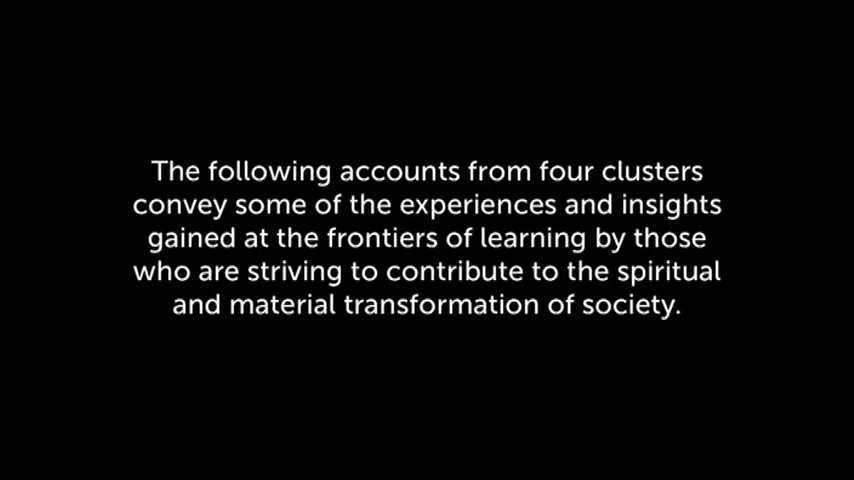 The following accounts from four clusters
convey some of the experiences and insights
gained at the frontiers of learning by those
who are striving to contribute to the spiritual
and material transformation of society.